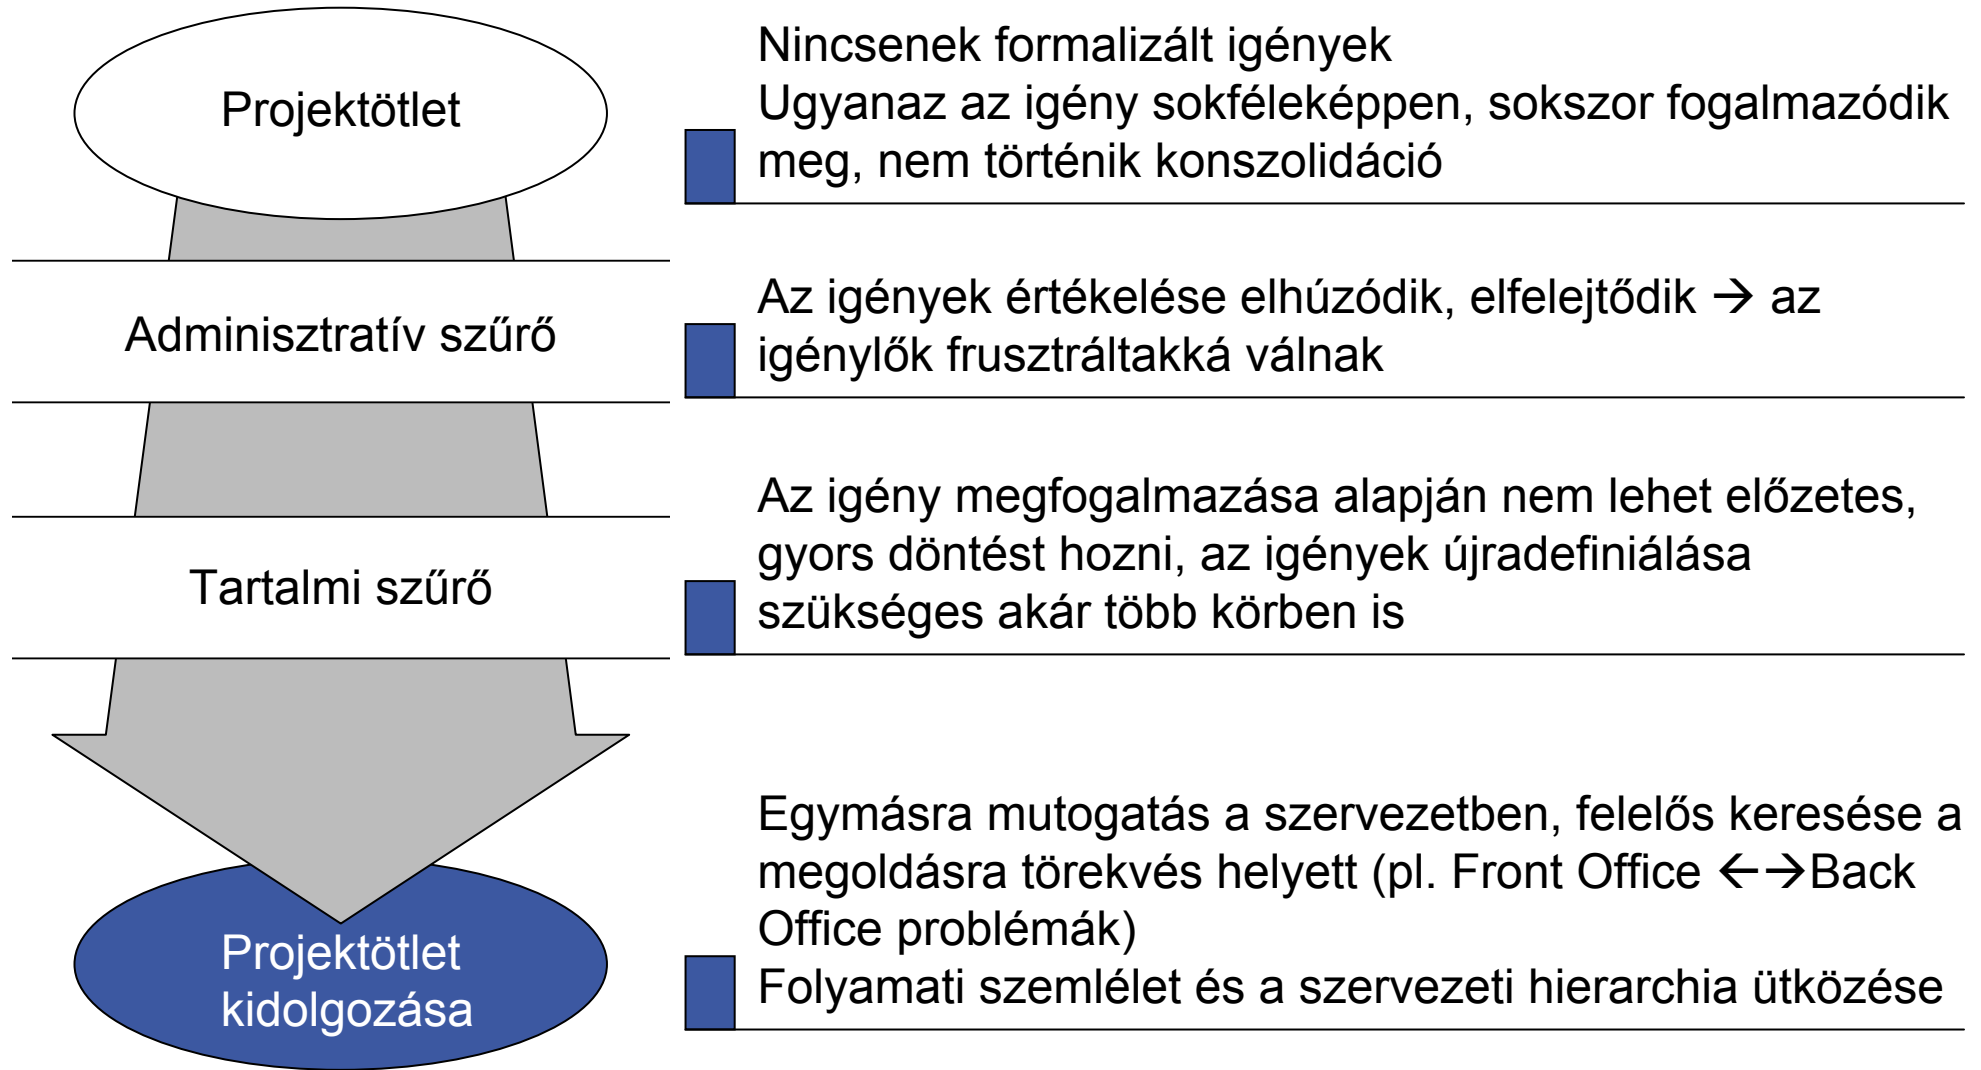 Projektötlet
Nincsenek formalizált igények
Ugyanaz az igény sokféleképpen, sokszor fogalmazódik
meg, nem történik konszolidáció
Adminisztratív szűrő
Az igények értékelése elhúzódik, elfelejtődik → az
igénylők frusztráltakká válnak
Tartalmi szűrő
Az igény megfogalmazása alapján nem lehet előzetes,
gyors döntést hozni, az igények újradefiniálása
szükséges akár több körben is
Projektötlet
kidolgozása
Egymásra mutogatás a szervezetben, felelős keresése a
megoldásra törekvés helyett (pl. Front Office ←→Back
Office problémák)
Folyamati szemlélet és a szervezeti hierarchia ütközése